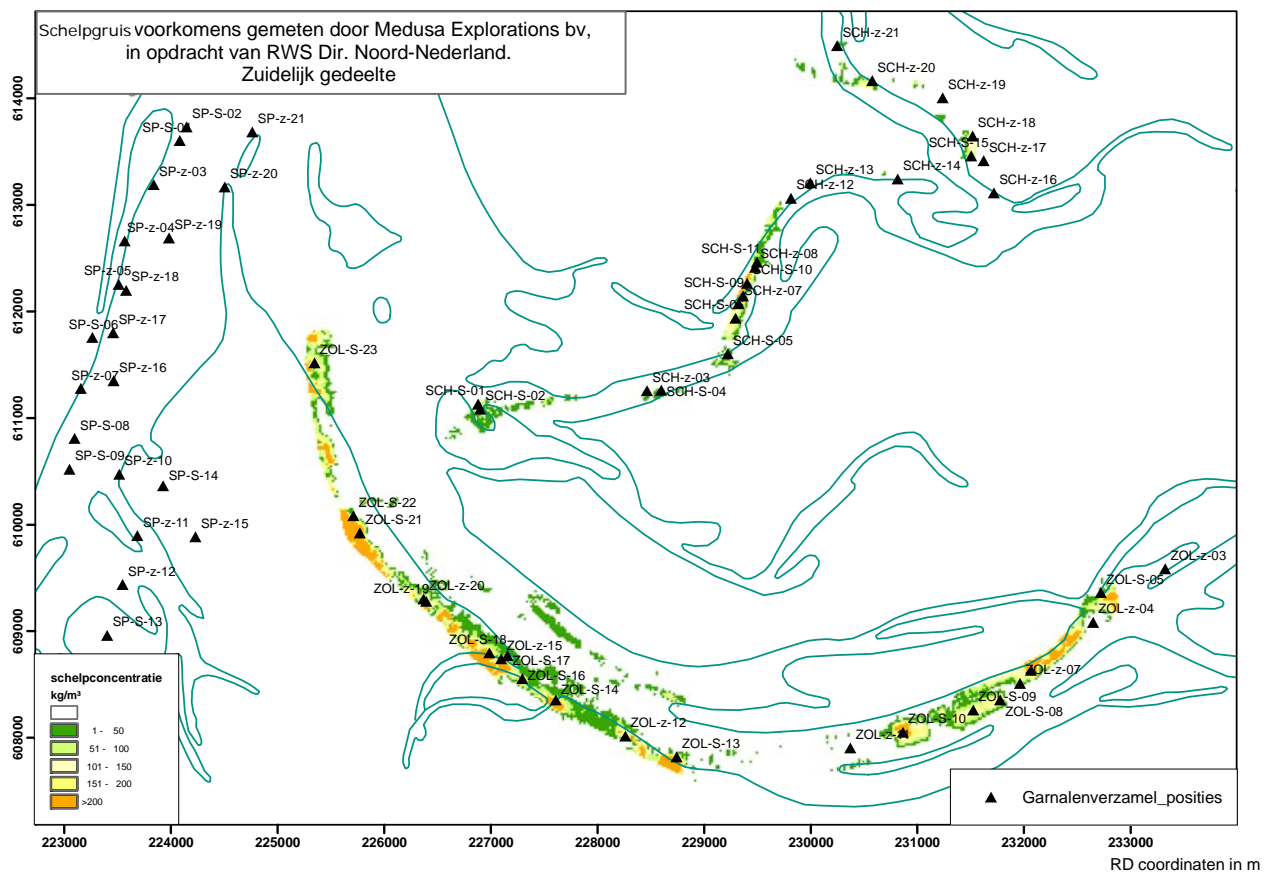 Schelpgruis voorkomens gemeten door Medusa Explorations bv,
in opdracht van RWS Dir. Noord-Nederland.
Zuidelijk gedeelte
SCH-z-21
SCH-z-20
SCH-z-19
SCH-z-18
SCH-S-15
SCH-z-17
SCH-z-16
SCH-z-14
SCH-z-13
SCH-z-12
SP-S-02
SP-z-21
SP-z-03
SP-z-20
SP-z-04
SP-z-19
SP-z-05
SP-z-18
SP-z-17
SP-S-06
SP-z-16
SP-z-07
SP-S-08
SP-S-09
SP-z-10
SP-S-14
SP-z-11
SP-z-15
SP-z-12
SP-S-13
SCH-S-11
SCH-z-08
SCH-S-10
SCH-S-09
SCH-z-07
SCH-S-05
SCH-z-03
SCH-S-04
SCH-S-01
SCH-S-02
ZOL-S-23
ZOL-S-22
ZOL-S-21
ZOL-z-19
ZOL-z-20
ZOL-S-18
ZOL-z-15
ZOL-S-17
ZOL-S-16
ZOL-S-14
ZOL-z-12
ZOL-S-13
ZOL-z-03
ZOL-S-05
ZOL-z-04
ZOL-z-07
ZOL-S-09
ZOL-S-08
ZOL-S-10
614000
613000
612000
611000
610000
609000
608000
schelpconcentratie
kg/m³
1 - 50
51 - 100
101 - 150
151 - 200
>200
Garnalenverzamel_posities
223000 224000 225000 226000 227000 228000 229000 230000 231000 232000 233000
RD coordinaten in m